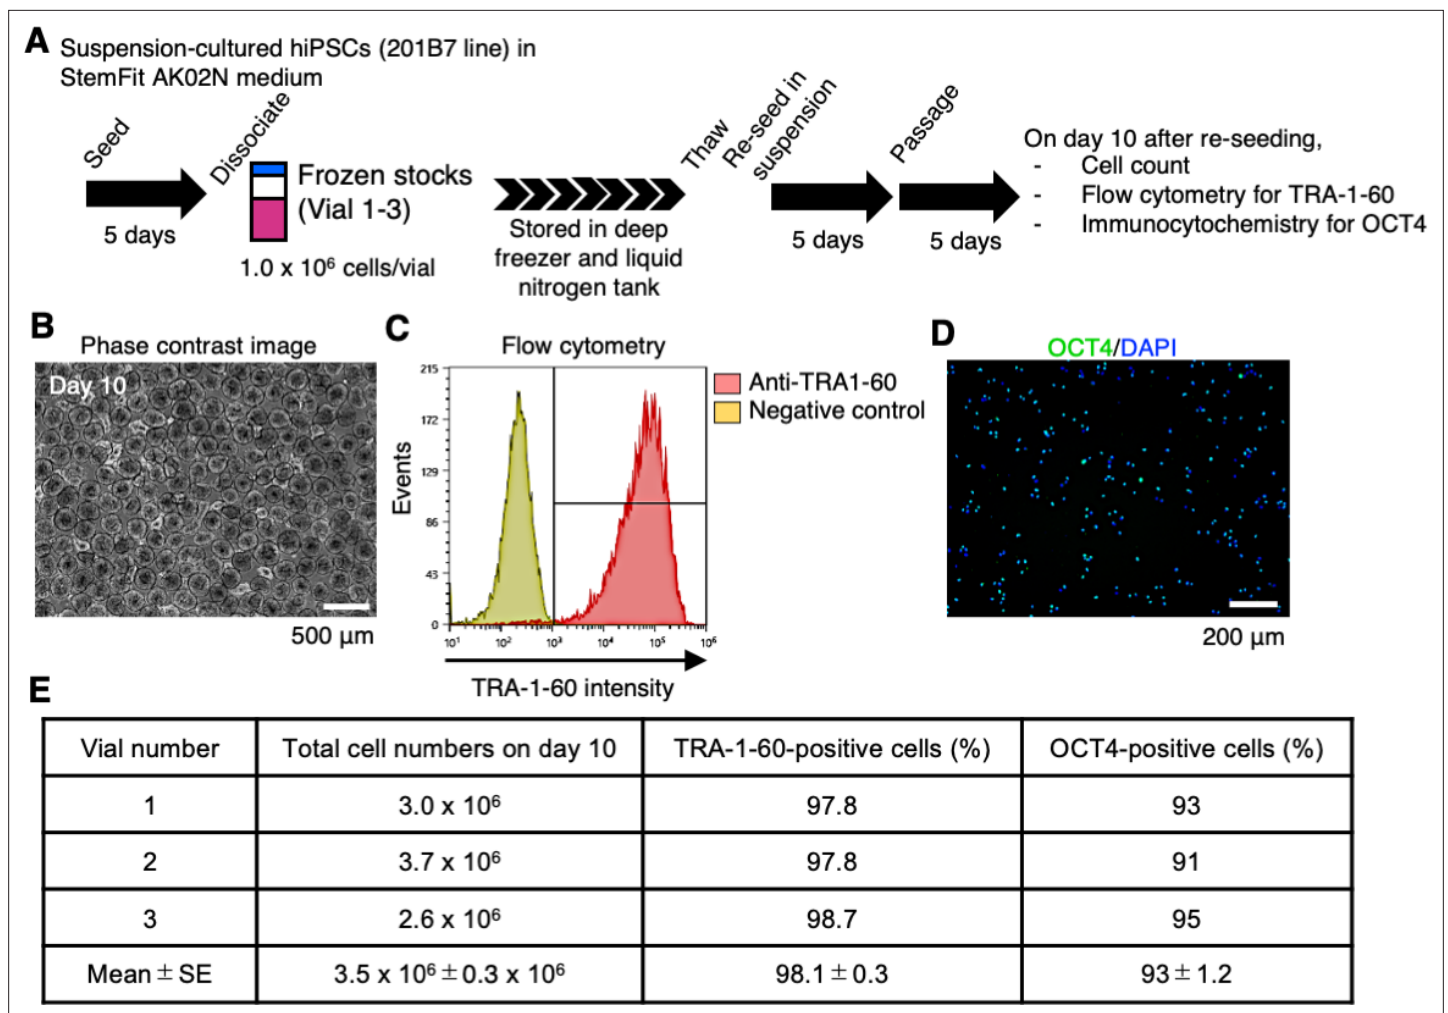 A
Suspension-cultured hiPSCs (201B7 line) in
StemFit AK02N medium
Seed
5 days
Dissociate
Frozen stocks
(Vial 1-3)
1.0 x 10⁶ cells/vial
Stored in deep
freezer and liquid
nitrogen tank
Thaw
Re-seed in
suspension
5 days
Passage
5 days
On day 10 after re-seeding,
- Cell count
- Flow cytometry for TRA-1-60
- Immunocytochemistry for OCT4
B
Phase contrast image
Day 10
500 μm
C
Flow cytometry
Events
215
172
129
86
43
0
10¹ 10² 10³ 10⁴ 10⁵ 10⁶
TRA-1-60 intensity
Anti-TRA1-60
Negative control
D
OCT4/DAPI
200 μm
E
Vial number Total cell numbers on day 10 TRA-1-60-positive cells (%) OCT4-positive cells (%)
1 3.0 x 10⁶ 97.8 93
2 3.7 x 10⁶ 97.8 91
3 2.6 x 10⁶ 98.7 95
Mean ± SE 3.5 x 10⁶ ± 0.3 x 10⁶ 98.1 ± 0.3 93 ± 1.2